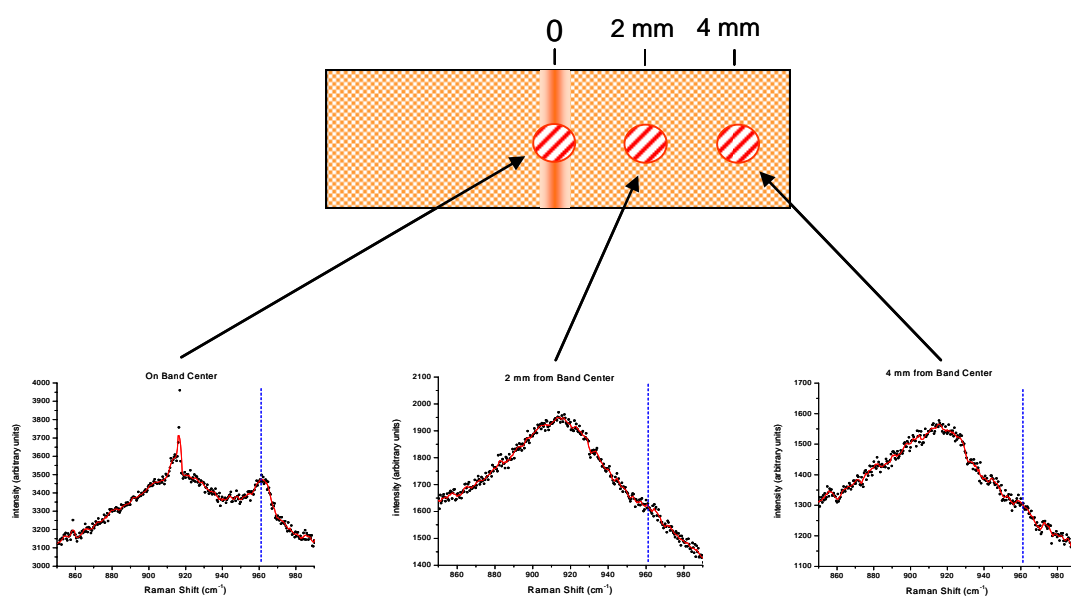 0 2 mm 4 mm
On Band Center
4000
3900
3800
3700
3600
3500
3400
3300
3200
3100
3000
intensity (arbitrary units)
860 880 900 920 940 960 980
Raman Shift (cm⁻¹)
2 mm from Band Center
2100
2000
1900
1800
1700
1600
1500
1400
intensity (arbitrary units)
860 880 900 920 940 960 980
Raman Shift (cm⁻¹)
4 mm from Band Center
1700
1600
1500
1400
1300
1200
1100
intensity (arbitrary units)
860 880 900 920 940 960 980
Raman Shift (cm⁻¹)